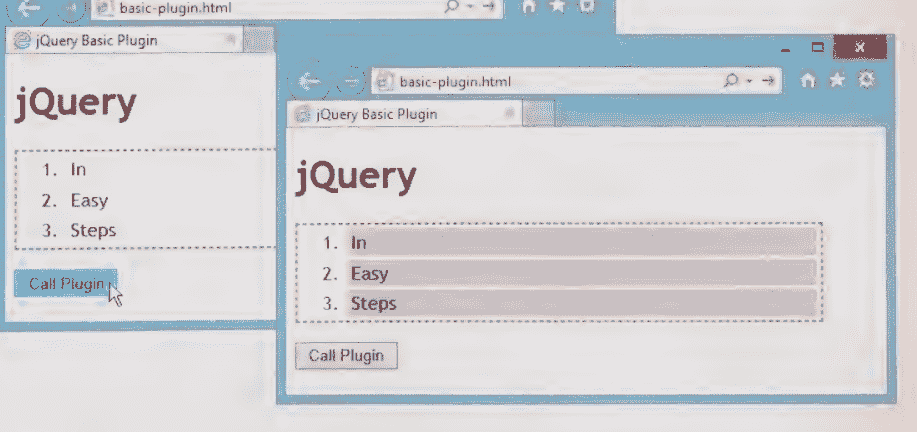 basic-plugin.html
jQuery Basic Plugin
jQuery
1. In
2. Easy
3. Steps
Call Plugin
basic-plugin.html
jQuery Basic Plugin
jQuery
1. In
2. Easy
3. Steps
Call Plugin